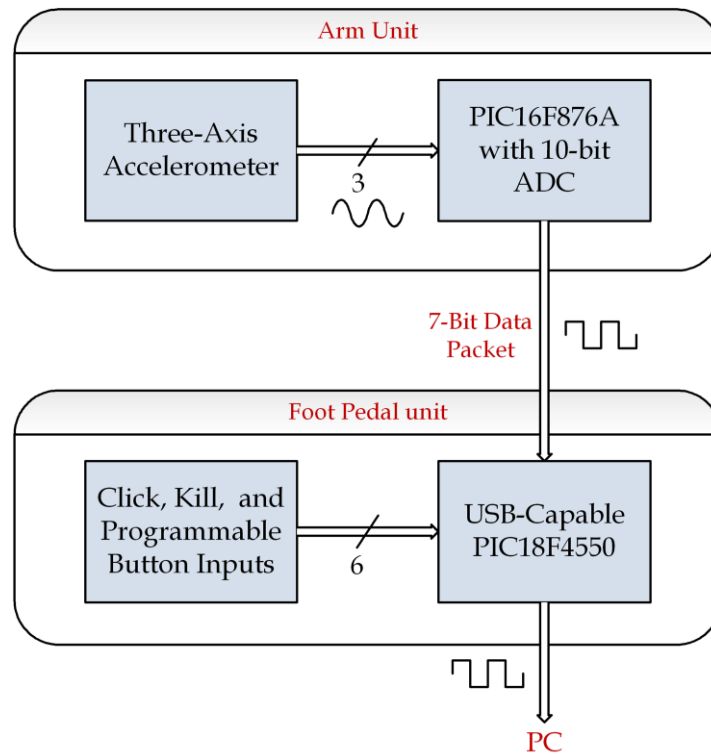 Arm Unit
Three-Axis
Accelerometer
3
PIC16F876A
with 10-bit
ADC
7-Bit Data
Packet
Foot Pedal unit
Click, Kill, and
Programmable
Button Inputs
6
USB-Capable
PIC18F4550
PC